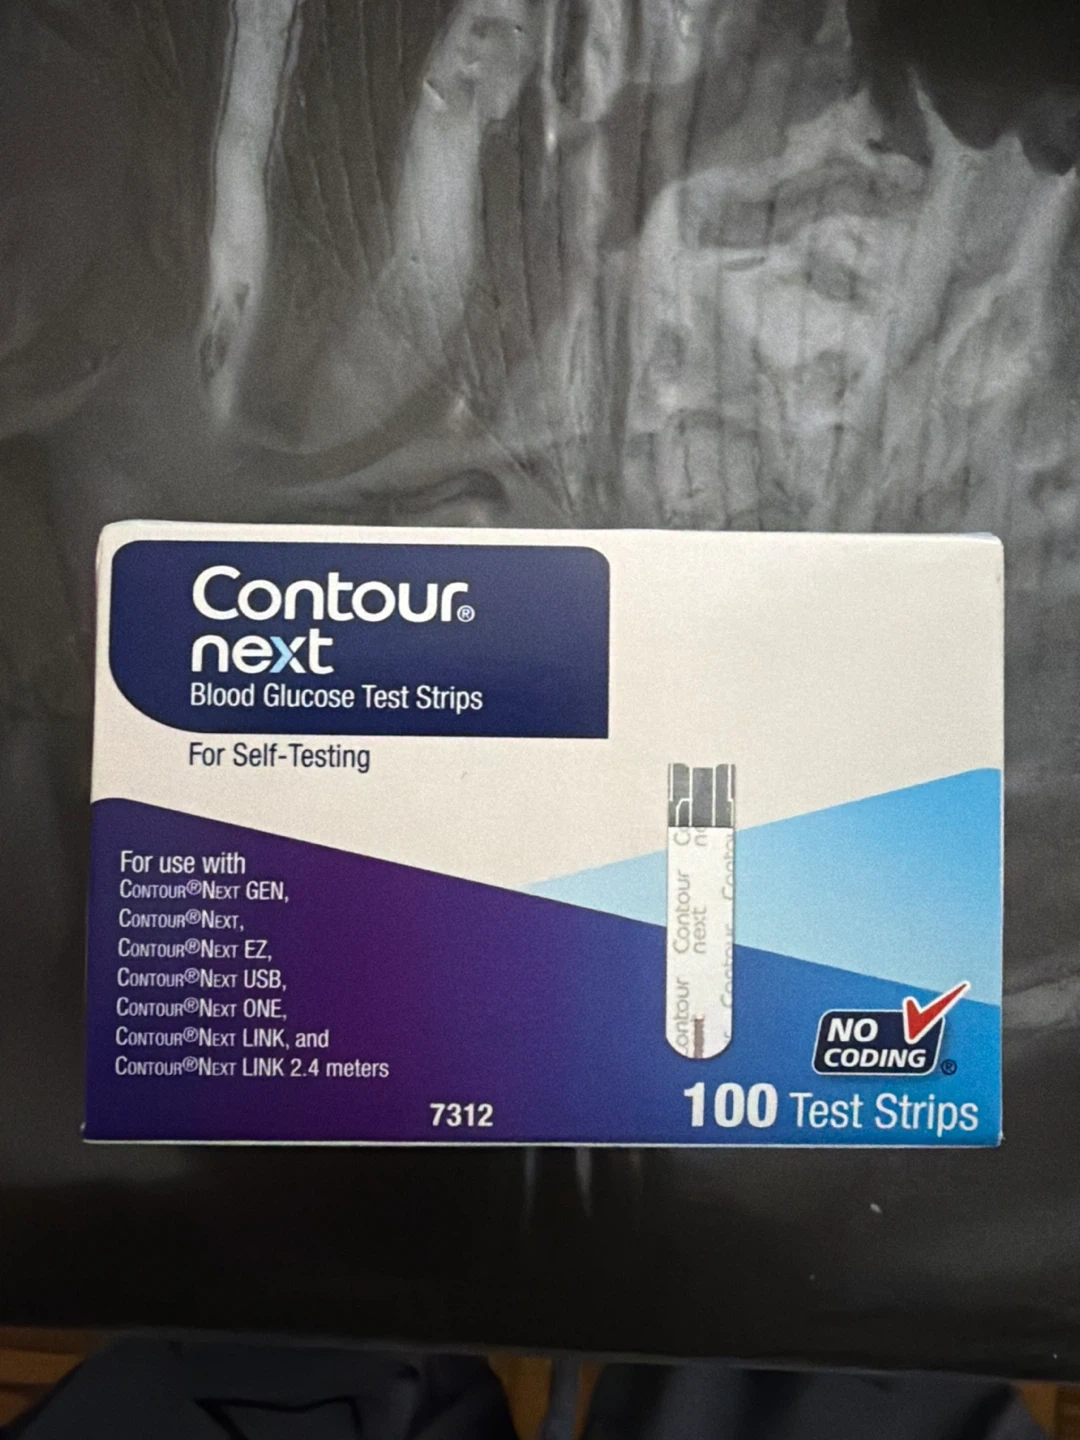 Contour®
next
Blood Glucose Test Strips
For Self-Testing
For use with
CONTOUR®NEXT GEN,
CONTOUR®NEXT,
CONTOUR®NEXT EZ,
CONTOUR®NEXT USB,
CONTOUR®NEXT ONE,
CONTOUR®NEXT LINK, and
CONTOUR®NEXT LINK 2.4 meters
7312
Contour
next
NO
CODING®
100 Test Strips